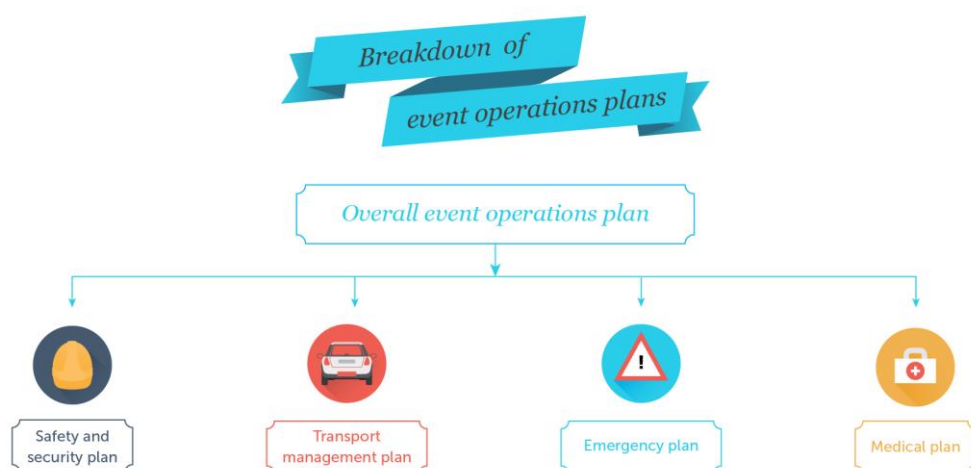 Breakdown of
event operations plans
Overall event operations plan
!
Safety and
security plan
Transport
management plan
Emergency plan
Medical plan